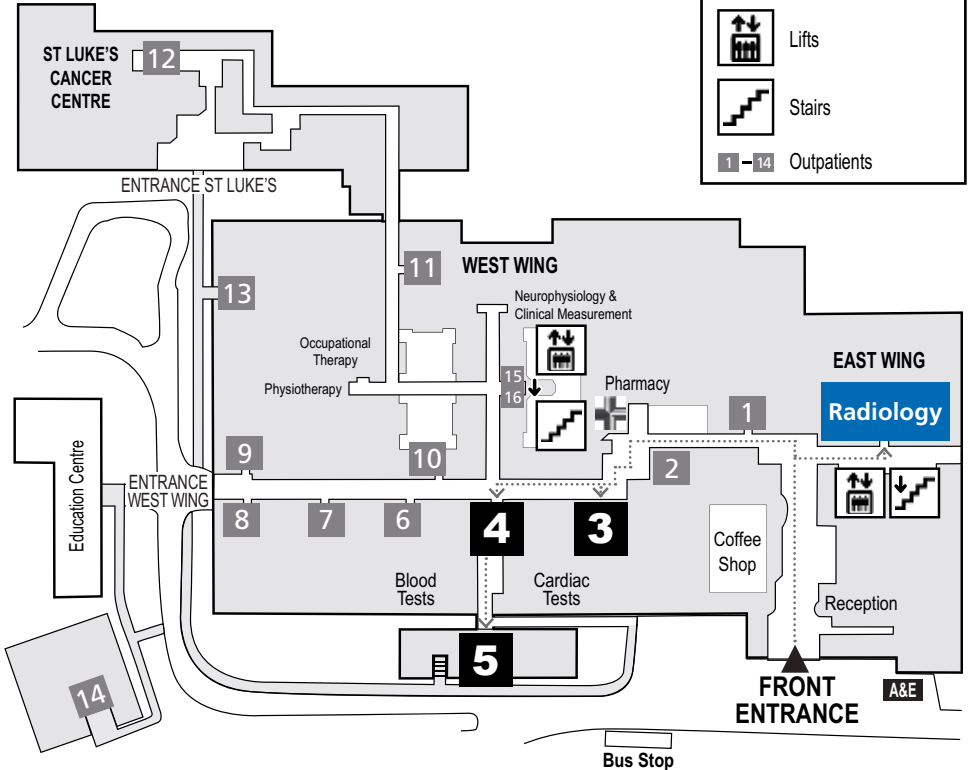 ST LUKE'S
CANCER
CENTRE
12
Lifts
Stairs
1 – 14 Outpatients
ENTRANCE ST LUKE'S
11
WEST WING
13
Neurophysiology &
Clinical Measurement
Occupational
Therapy
Physiotherapy
15
16
Pharmacy
EAST WING
Radiology
1
2
9
10
ENTRANCE
WEST WING
Education Centre
8
7
6
4
3
Coffee
Shop
Blood
Tests
Cardiac
Tests
Reception
5
14
FRONT
ENTRANCE
A&E
Bus Stop